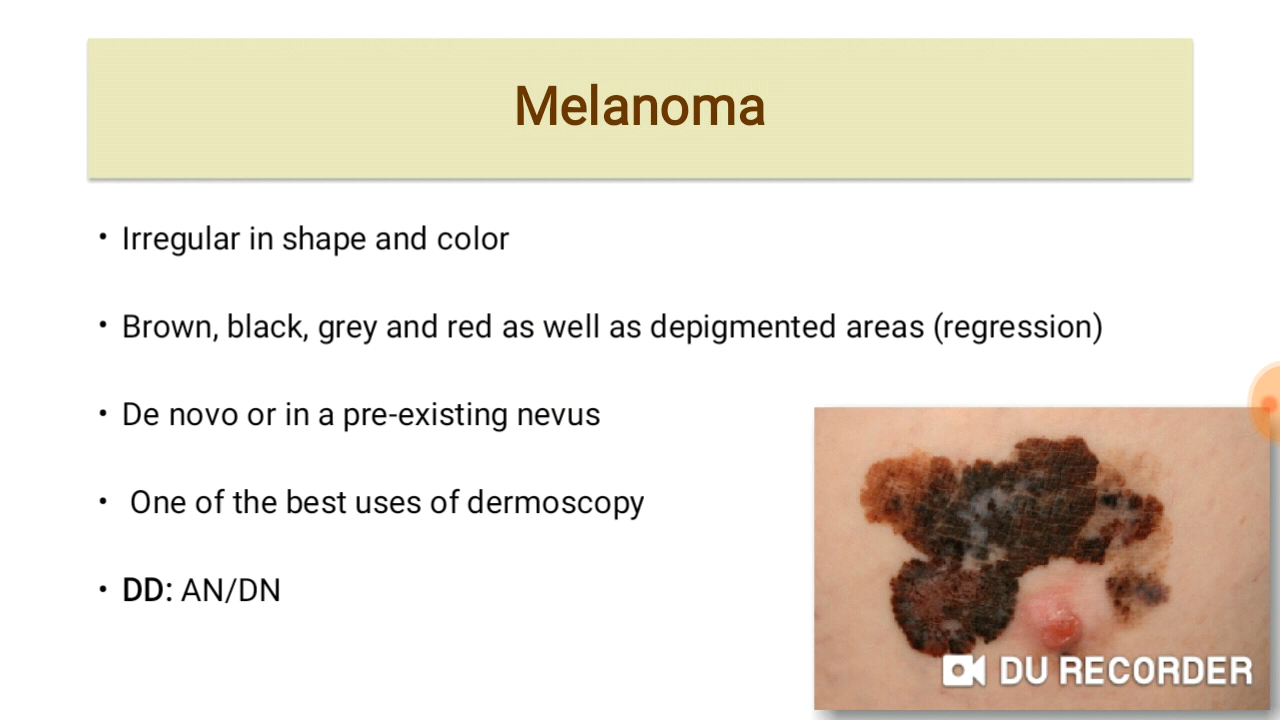 Melanoma
• Irregular in shape and color
• Brown, black, grey and red as well as depigmented areas (regression)
• De novo or in a pre-existing nevus
• One of the best uses of dermoscopy
• DD: AN/DN
DU RECORDER